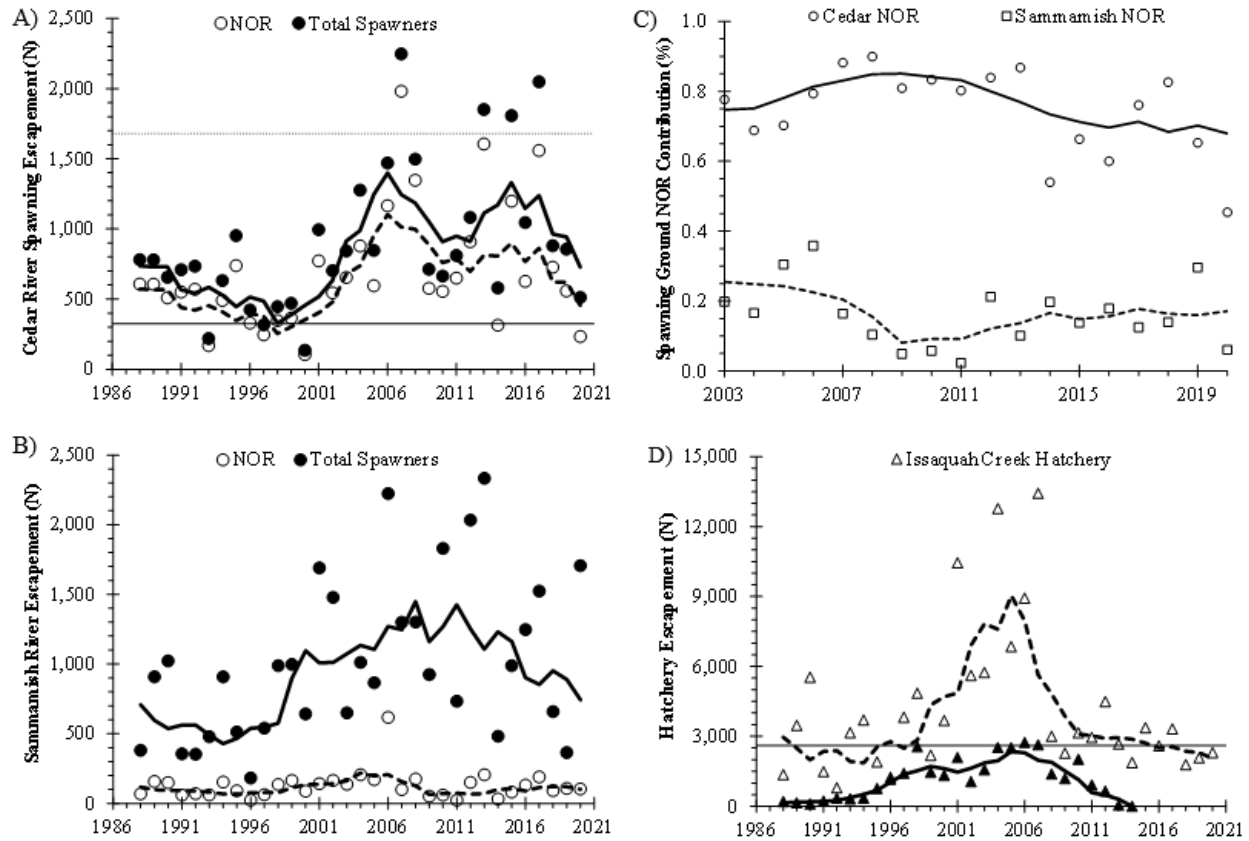 A)
NOR Total Spawners
Cedar River Spawning Escapement (N)
2,500
2,000
1,500
1,000
500
0
1986 1991 1996 2001 2006 2011 2016 2021
C)
Cedar NOR Sammamish NOR
Spawning Ground NOR Contribution (%)
1.0
0.8
0.6
0.4
0.2
0.0
2003 2007 2011 2015 2019
B)
NOR Total Spawners
Sammamish River Escapement (N)
2,500
2,000
1,500
1,000
500
0
1986 1991 1996 2001 2006 2011 2016 2021
D)
Issaquah Creek Hatchery
Hatchery Escapement (N)
15,000
12,000
9,000
6,000
3,000
0
1986 1991 1996 2001 2006 2011 2016 2021